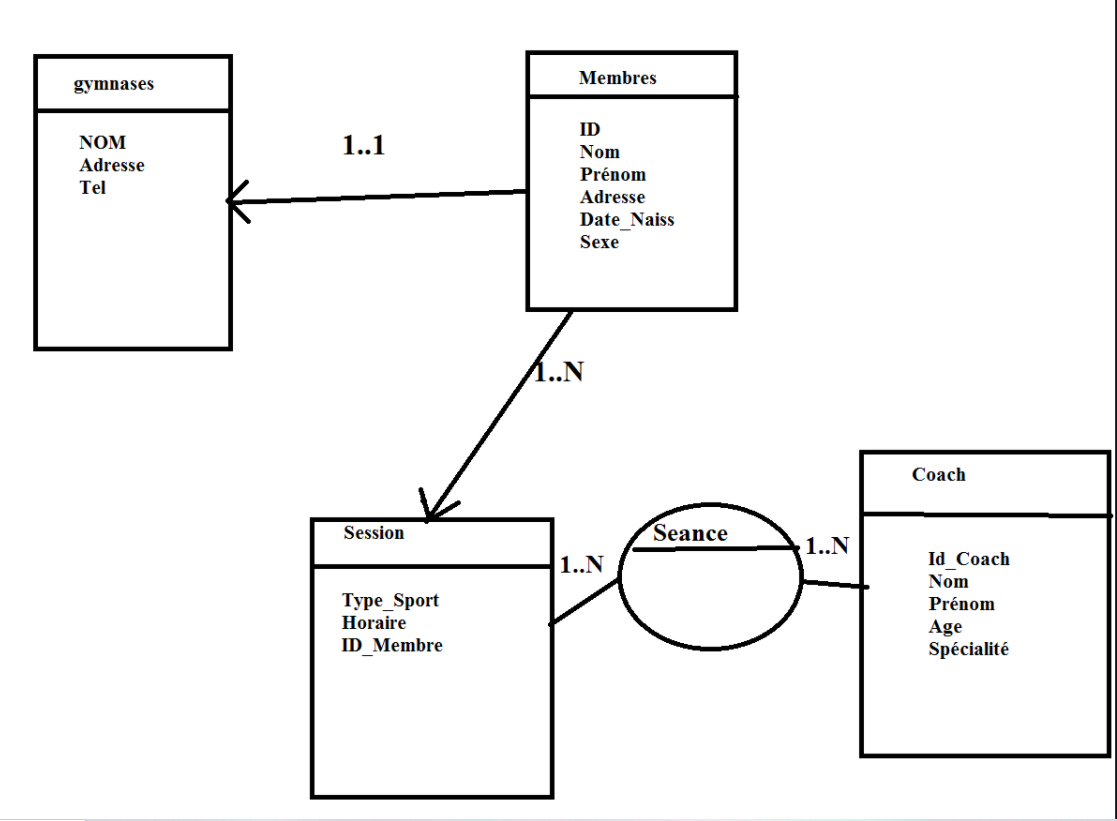 gymnases
NOM
Adresse
Tel
1..1
Membres
ID
Nom
Prénom
Adresse
Date_Naiss
Sexe
1..N
Session
Type_Sport
Horaire
ID_Membre
1..N
Seance
1..N
Coach
Id_Coach
Nom
Prénom
Age
Spécialité